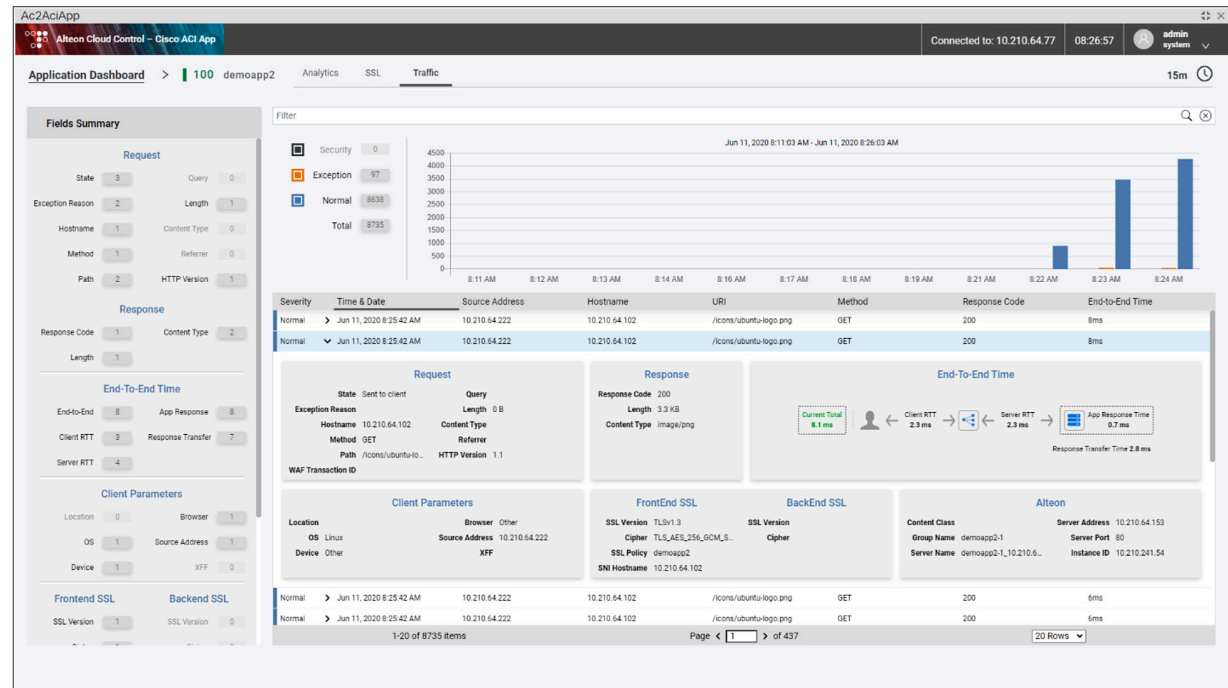 Ac2AciApp
Alteon Cloud Control – Cisco ACI App
Connected to: 10.210.64.77 08:26:57 admin system
Application Dashboard > 100 demoapp2 Analytics SSL Traffic 15m
Fields Summary
Request
State 3 Query 0
Exception Reason 2 Length 1
Hostname 1 Content Type 0
Method 1 Referrer 0
Path 2 HTTP Version 1
Response
Response Code 1 Content Type 2
Length 1
End-To-End Time
End-to-End 8 App Response 8
Client RTT 3 Response Transfer 7
Server RTT 4
Client Parameters
Location 0 Browser 1
OS 1 Source Address 1
Device 1 XFF 0
Frontend SSL Backend SSL
SSL Version 1 SSL Version 0
Filter
Security 0
Exception 97
Normal 8638
Total 8735
Jun 11, 2020 8:11:03 AM - Jun 11, 2020 8:26:03 AM
4500
4000
3500
3000
2500
2000
1500
1000
500
0
8:11 AM 8:12 AM 8:13 AM 8:14 AM 8:16 AM 8:17 AM 8:18 AM 8:19 AM 8:21 AM 8:22 AM 8:23 AM 8:24 AM
Severity Time & Date Source Address Hostname URI Method Response Code End-to-End Time
Normal > Jun 11, 2020 8:25:42 AM 10.210.64.222 10.210.64.102 /icons/ubuntu-logo.png GET 200 8ms
Normal Jun 11, 2020 8:25:42 AM 10.210.64.222 10.210.64.102 /icons/ubuntu-logo.png GET 200 8ms
Request
State Sent to client Query
Exception Reason Length 0 B
Hostname 10.210.64.102 Content Type
Method GET Referrer
Path /icons/ubuntu-lo... HTTP Version 1.1
WAF Transaction ID
Response
Response Code 200
Length 3.3 KB
Content Type image/png
End-To-End Time
Current Total 8.1 ms
Client RTT 2.3 ms
Server RTT 2.3 ms
App Response Time 0.7 ms
Response Transfer Time 2.8 ms
Client Parameters
Location Browser Other
OS Linux Source Address 10.210.64.222
Device Other XFF
FrontEnd SSL BackEnd SSL
SSL Version TLSv1.3 SSL Version
Cipher TLS_AES_256_GCM_S... Cipher
SSL Policy demoapp2
SNI Hostname 10.210.64.102
Alteon
Content Class Server Address 10.210.64.153
Group Name demoapp2-1 Server Port 80
Server Name demoapp2-1_10.210.6... Instance ID 10.210.241.54
Normal > Jun 11, 2020 8:25:42 AM 10.210.64.222 10.210.64.102 /icons/ubuntu-logo.png GET 200 6ms
Normal > Jun 11, 2020 8:25:42 AM 10.210.64.222 10.210.64.102 /icons/ubuntu-logo.png GET 200 6ms
1-20 of 8735 items Page < 1 > of 437 20 Rows